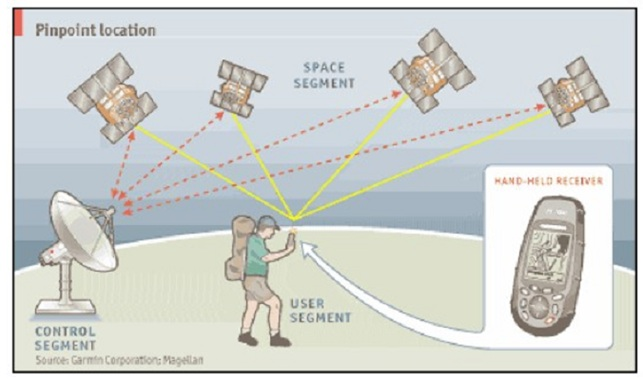 Pinpoint location
SPACE
SEGMENT
HAND-HELD RECEIVER
USER
SEGMENT
CONTROL
SEGMENT
Source: Garmin Corporation; Magellan